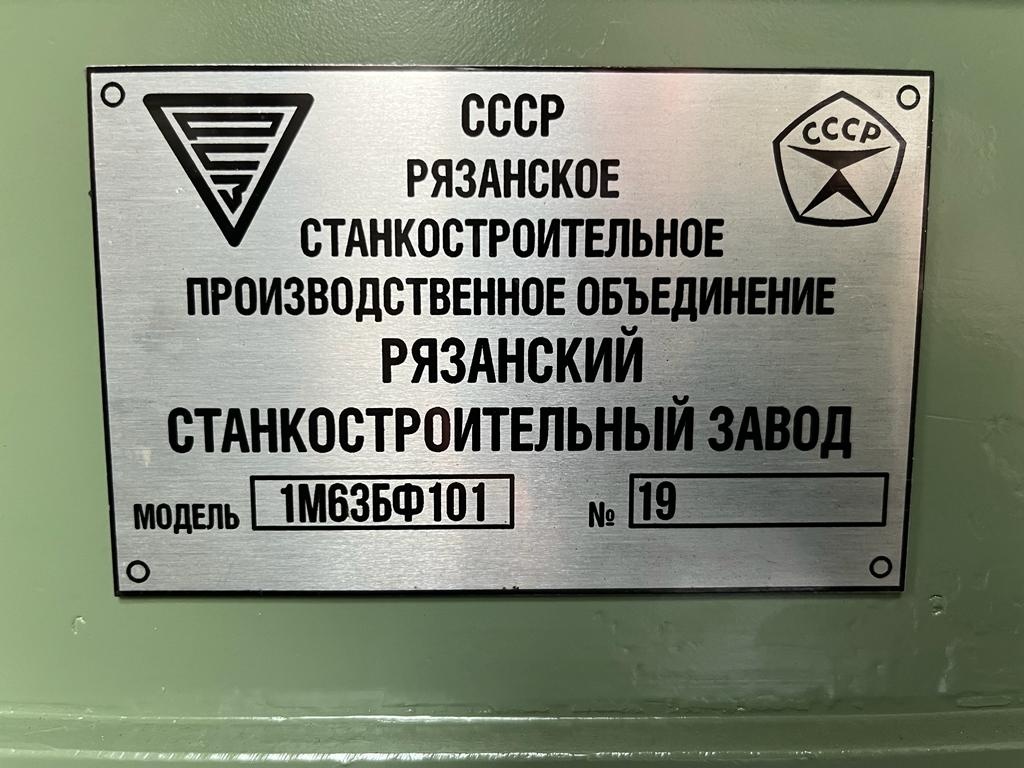 СССР
СССР
РЯЗАНСКОЕ
СТАНКОСТРОИТЕЛЬНОЕ
ПРОИЗВОДСТВЕННОЕ ОБЪЕДИНЕНИЕ
РЯЗАНСКИЙ
СТАНКОСТРОИТЕЛЬНЫЙ ЗАВОД
МОДЕЛЬ 1М63БФ101 № 19